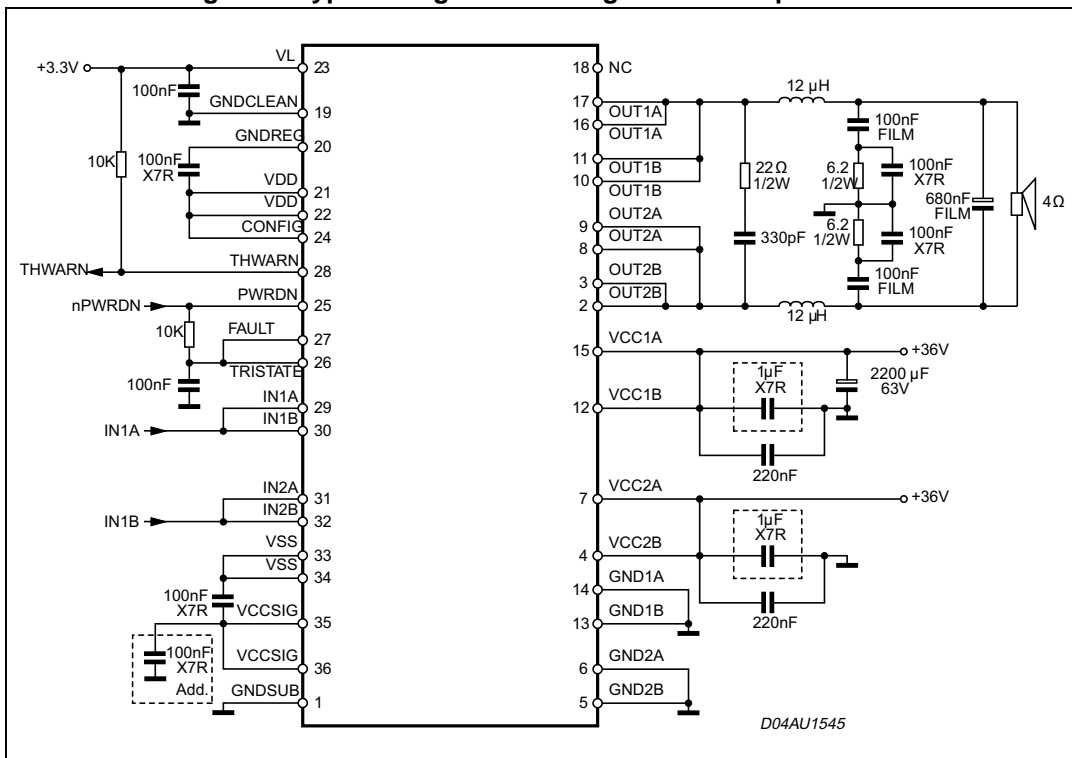 +3.3V
VL
23
100nF
GNDCLEAN
19
GNDREG
20
10K
100nF
X7R
VDD
21
VDD
22
CONFIG
24
THWARN
THWARN
28
nPWRDN
PWRDN
25
10K
FAULT
27
26
TRISTATE
100nF
IN1A
29
IN1B
IN1A
30
IN2A
31
IN2B
IN1B
32
VSS
33
VSS
34
100nF
X7R
VCCSIG
35
100nF
X7R
Add.
VCCSIG
36
GNDSUB
1
18
NC
17
OUT1A
16
OUT1A
11
OUT1B
10
OUT1B
OUT2A
9
OUT2A
8
OUT2B
3
OUT2B
2
12 µH
22Ω
1/2W
330pF
100nF
FILM
6.2
1/2W
100nF
X7R
6.2
1/2W
100nF
X7R
100nF
FILM
680nF
FILM
4Ω
12 µH
VCC1A
15
+36V
1µF
X7R
2200 µF
63V
VCC1B
12
220nF
VCC2A
7
+36V
1µF
X7R
VCC2B
4
GND1A
14
220nF
GND1B
13
GND2A
6
GND2B
5
D04AU1545